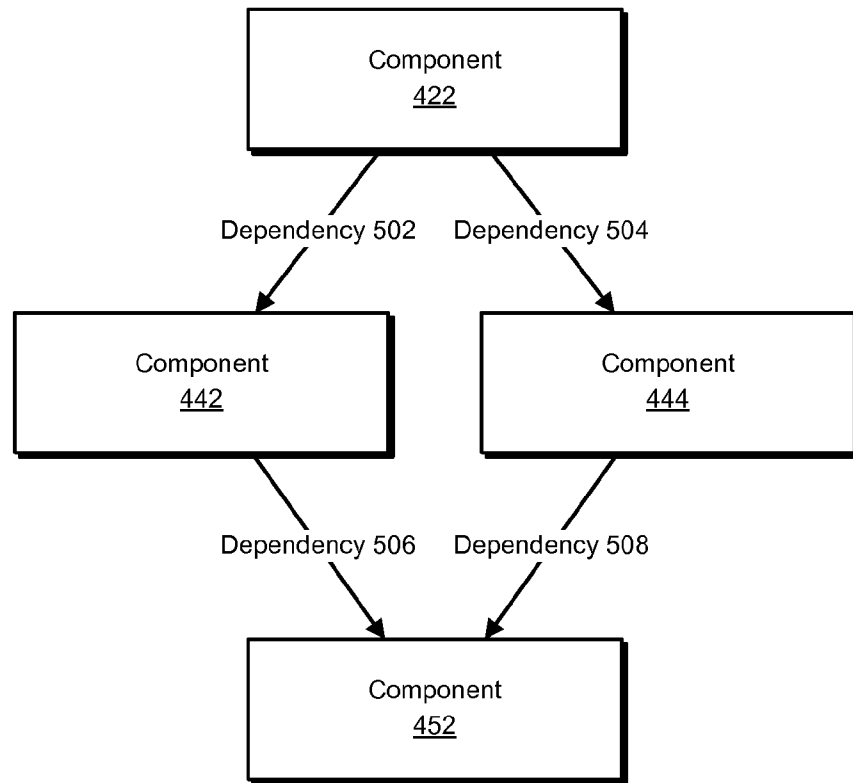 Component
422
Dependency 502
Dependency 504
Component
442
Component
444
Dependency 506
Dependency 508
Component
452